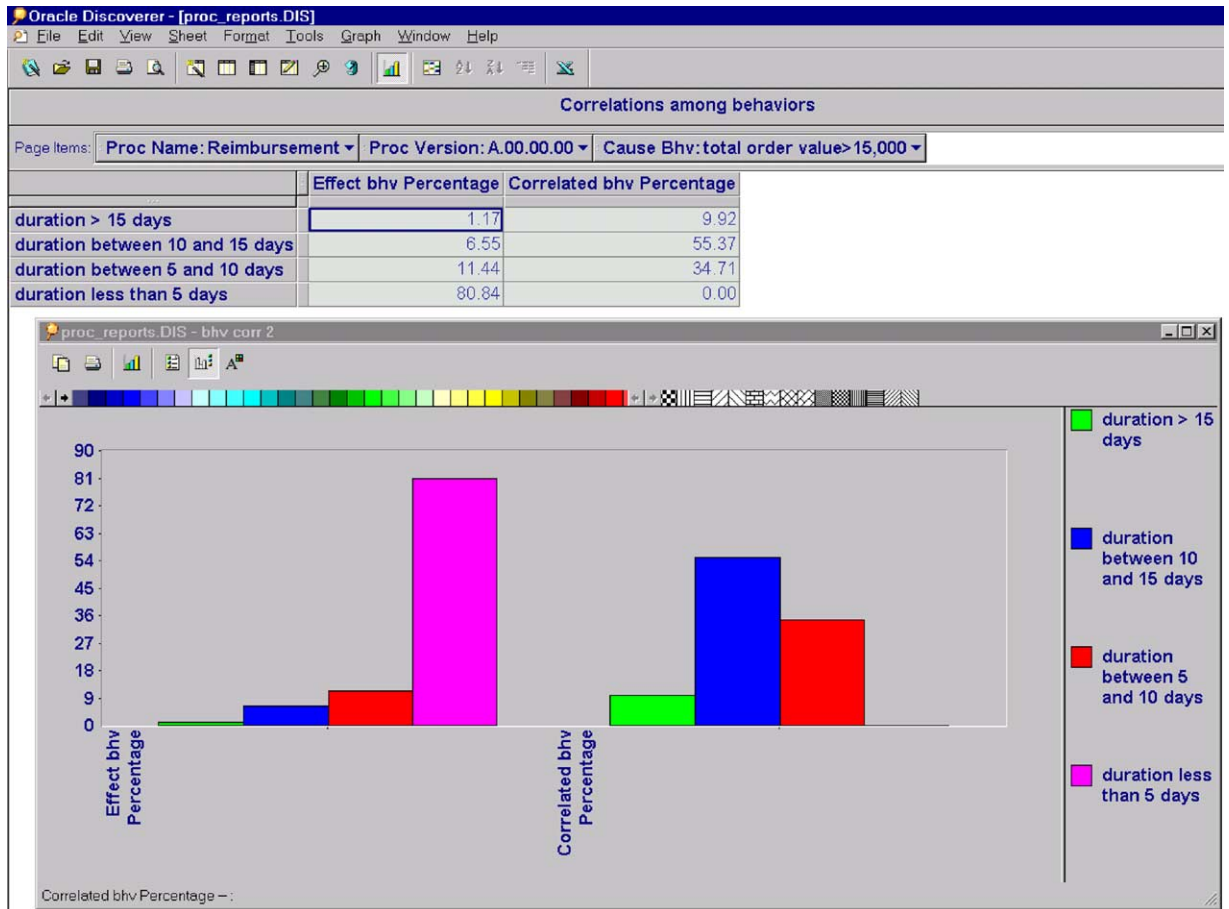 Oracle Discoverer - [proc_reports.DIS]
File Edit View Sheet Format Tools Graph Window Help
Correlations among behaviors
Page Items: Proc Name: Reimbursement Proc Version: A.00.00.00 Cause Bhv: total order value>15,000
Effect bhv Percentage Correlated bhv Percentage
duration > 15 days 1.17 9.92
duration between 10 and 15 days 6.55 55.37
duration between 5 and 10 days 11.44 34.71
duration less than 5 days 80.84 0.00
proc_reports.DIS - bhv corr 2
90
81
72
63
54
45
36
27
18
9
0
Effect bhv
Percentage
Correlated bhv
Percentage
duration > 15
days
duration
between 10
and 15 days
duration
between 5
and 10 days
duration less
than 5 days
Correlated bhv Percentage -- :